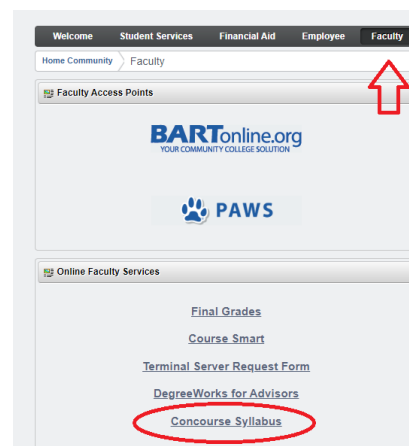 Welcome Student Services Financial Aid Employee Faculty
Home Community Faculty
Faculty Access Points
BARTonline.org
YOUR COMMUNITY COLLEGE SOLUTION
PAWS
Online Faculty Services
Final Grades
Course Smart
Terminal Server Request Form
DegreeWorks for Advisors
Concourse Syllabus